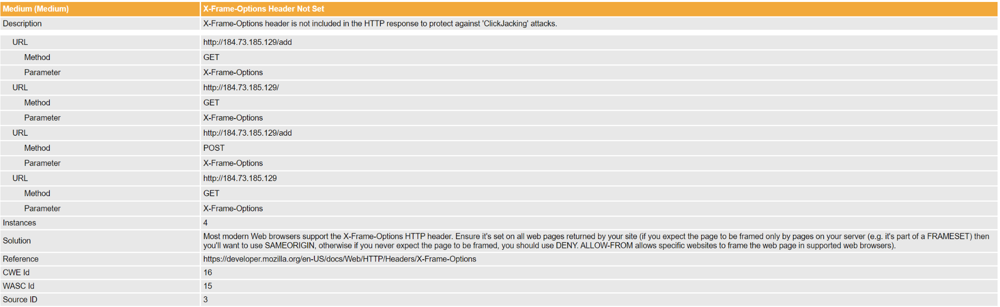 Medium (Medium) X-Frame-Options Header Not Set
Description X-Frame-Options header is not included in the HTTP response to protect against 'ClickJacking' attacks.
URL http://184.73.185.129/add
Method GET
Parameter X-Frame-Options
URL http://184.73.185.129/
Method GET
Parameter X-Frame-Options
URL http://184.73.185.129/add
Method POST
Parameter X-Frame-Options
URL http://184.73.185.129
Method GET
Parameter X-Frame-Options
Instances 4
Solution Most modern Web browsers support the X-Frame-Options HTTP header. Ensure it's set on all web pages returned by your site (if you expect the page to be framed only by pages on your server (e.g. it's part of a FRAMESET) then
you'll want to use SAMEORIGIN, otherwise if you never expect the page to be framed, you should use DENY. ALLOW-FROM allows specific websites to frame the web page in supported web browsers).
Reference https://developer.mozilla.org/en-US/docs/Web/HTTP/Headers/X-Frame-Options
CWE Id 16
WASC Id 15
Source ID 3